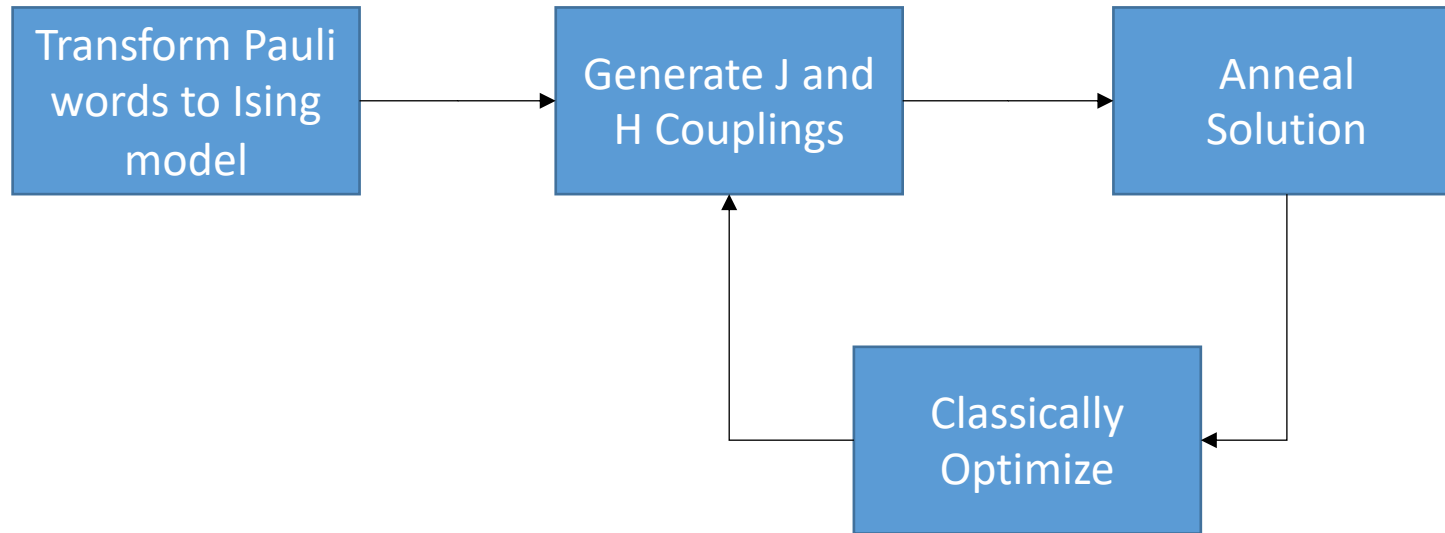 Transform Pauli
words to Ising
model
Generate J and
H Couplings
Anneal
Solution
Classically
Optimize